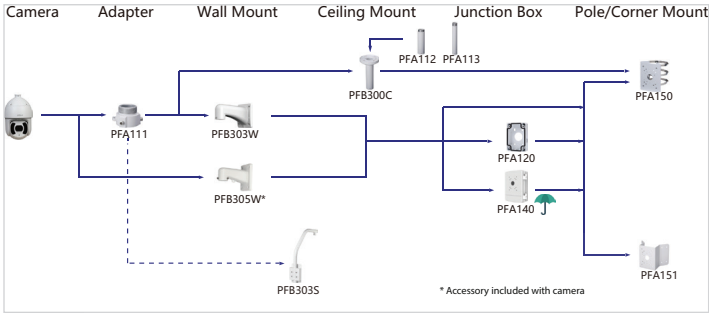 Camera Adapter Wall Mount Ceiling Mount Junction Box Pole/Corner Mount
PFA112 PFA113
PFB300C
PFA150
PFA111
PFB303W
PFA120
PFB305W*
PFA140
PFA151
PFB303S
* Accessory included with camera